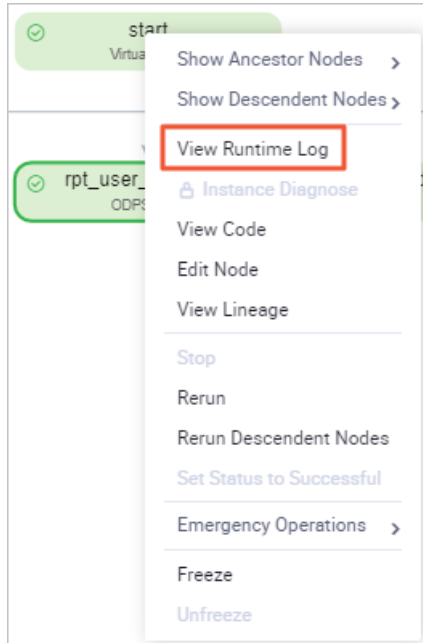 start
Virtua
Show Ancestor Nodes
Show Descendent Nodes
View Runtime Log
rpt_user_
Instance Diagnose
ODPS
View Code
Edit Node
View Lineage
Stop
Rerun
Rerun Descendent Nodes
Set Status to Successful
Emergency Operations
Freeze
Unfreeze